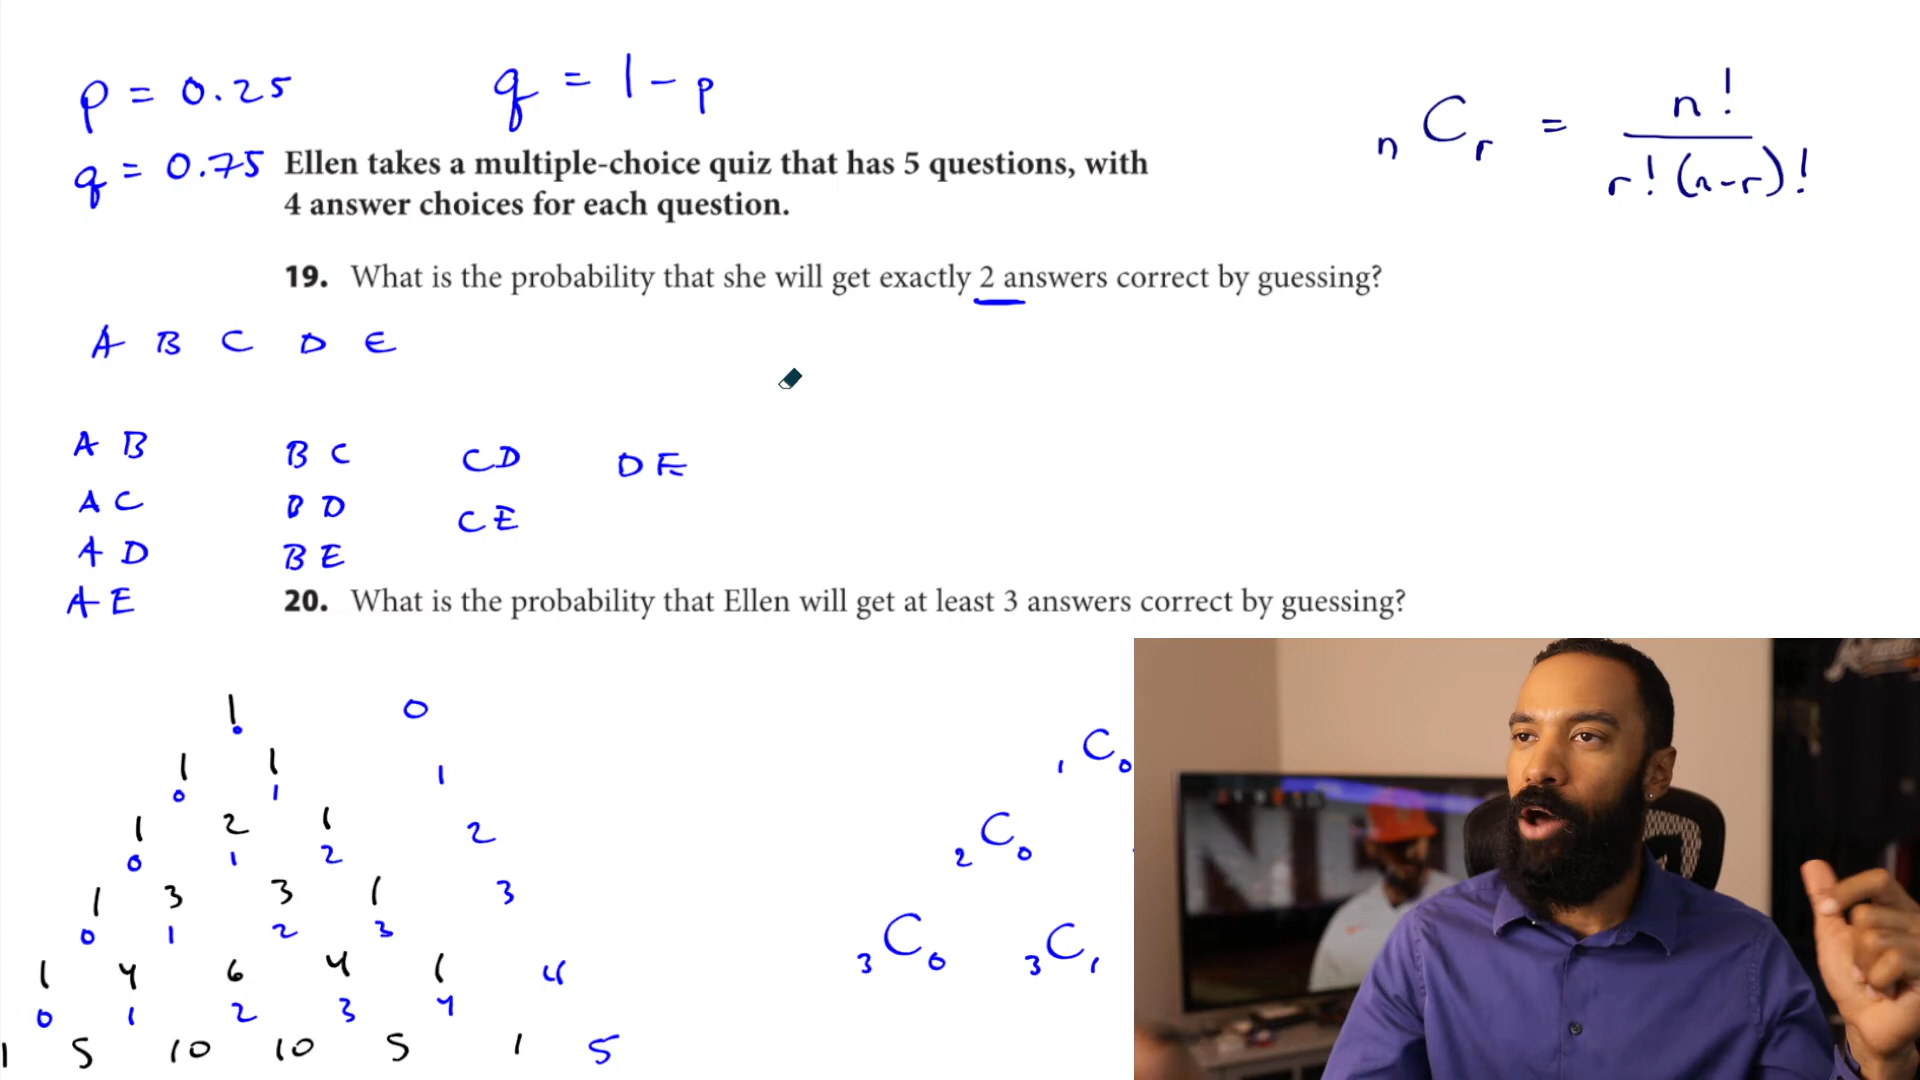 p = 0.25
q = 1 - p
nCr = n! / r!(n-r)!
q = 0.75
Ellen takes a multiple-choice quiz that has 5 questions, with
4 answer choices for each question.
19. What is the probability that she will get exactly 2 answers correct by guessing?
A B C D E
A B
B C
C D
D E
A C
B D
C E
A D
B E
A E
20. What is the probability that Ellen will get at least 3 answers correct by guessing?
1 0
0
1 1 1
0 1
1 2 1 2
0 1 2
1 3 3 1 3
0 1 2 3
1 4 6 4 1 4
0 1 2 3 4
1 5 10 10 5 1 5
1C0
2C0
3C0 3C1